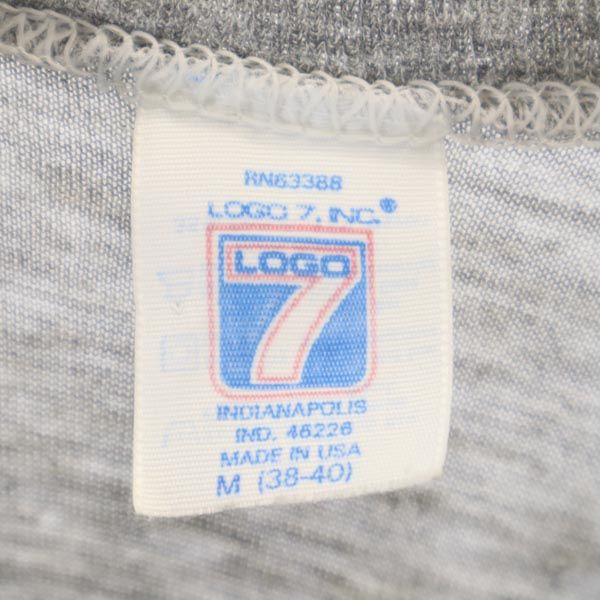 RN63388
LOGO 7, INC.®
LOGO
7
INDIANAPOLIS
IND. 46226
MADE IN USA
M (38-40)